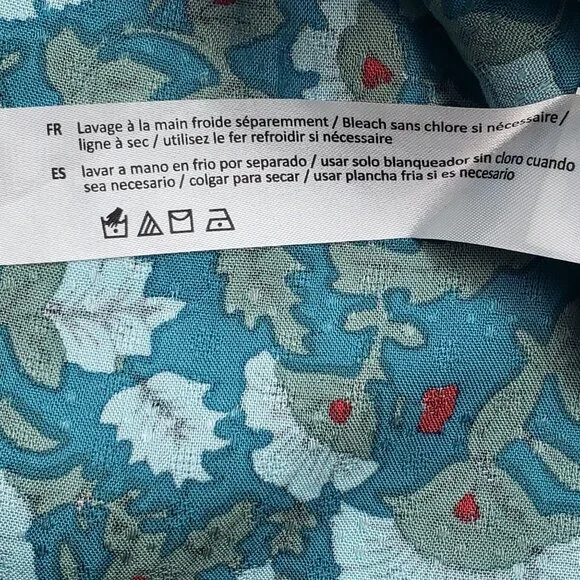 FR Lavage à la main froide séparemment / Bleach sans chlore si nécessaire /
ligne à sec / utilisez le fer refroidir si nécessaire
ES lavar a mano en frio por separado / usar solo blanqueador sin cloro cuando
sea necesario / colgar para secar / usar plancha fria si es necesario